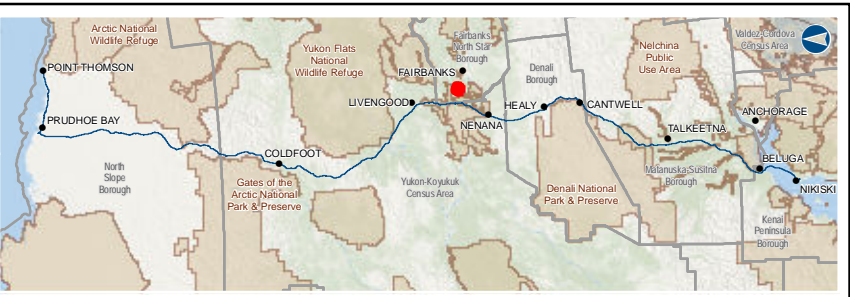 Arctic National
Wildlife Refuge
POINT THOMSON
PRUDHOE BAY
North
Slope
Borough
COLDFOOT
Gates of the
Arctic National
Park & Preserve
Yukon Flats
National
Wildlife Refuge
LIVENGOOD
Yukon-Koyukuk
Census Area
Fairbanks
North Star
Borough
FAIRBANKS
NENANA
Denali
Borough
HEALY
CANTWELL
Denali National
Park & Preserve
Nelchina
Public
Use Area
TALKEETNA
Matanuska-Susitna
Borough
Valdez-Cordova
Census Area
ANCHORAGE
BELUGA
NIKISKI
Kenai
Peninsula
Borough